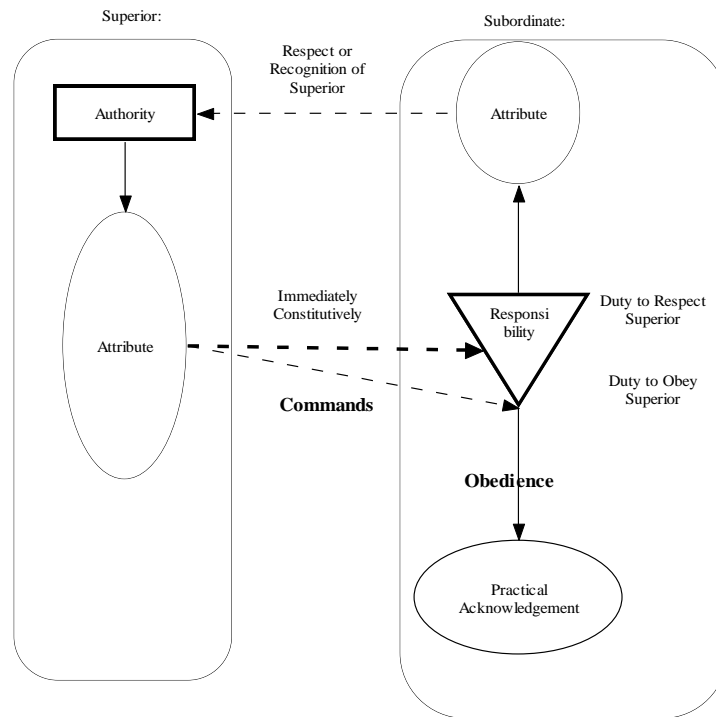 Superior:
Subordinate:
Respect or
Recognition of
Superior
Authority
Attribute
Immediately
Constitutively
Responsi
bility
Duty to Respect
Superior
Attribute
Duty to Obey
Superior
Commands
Obedience
Practical
Acknowledgement